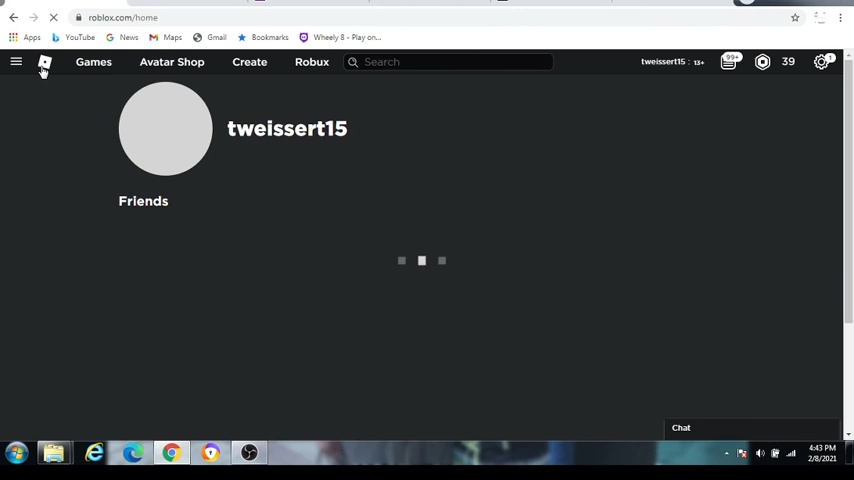 roblox.com/home
Apps YouTube News Maps Gmail Bookmarks Wheely 8 - Play on...
Games Avatar Shop Create Robux Search tweissert15 : 13+ 99+ 39 1
tweissert15
Friends
Chat
4:43 PM
2/8/2021